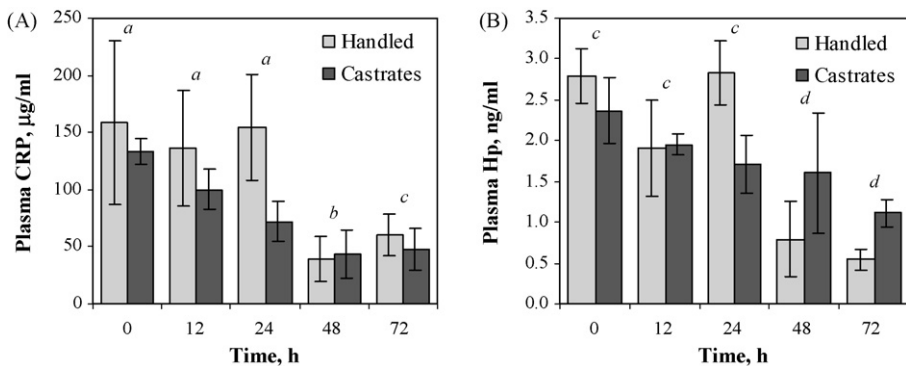 (A)
250
200
150
100
50
0
Plasma CRP, µg/ml
a
a
a
b
c
Handled
Castrates
0 12 24 48 72
Time, h
(B)
3.5
3.0
2.5
2.0
1.5
1.0
0.5
0.0
Plasma Hp, ng/ml
c
c
c
d
d
Handled
Castrates
0 12 24 48 72
Time, h